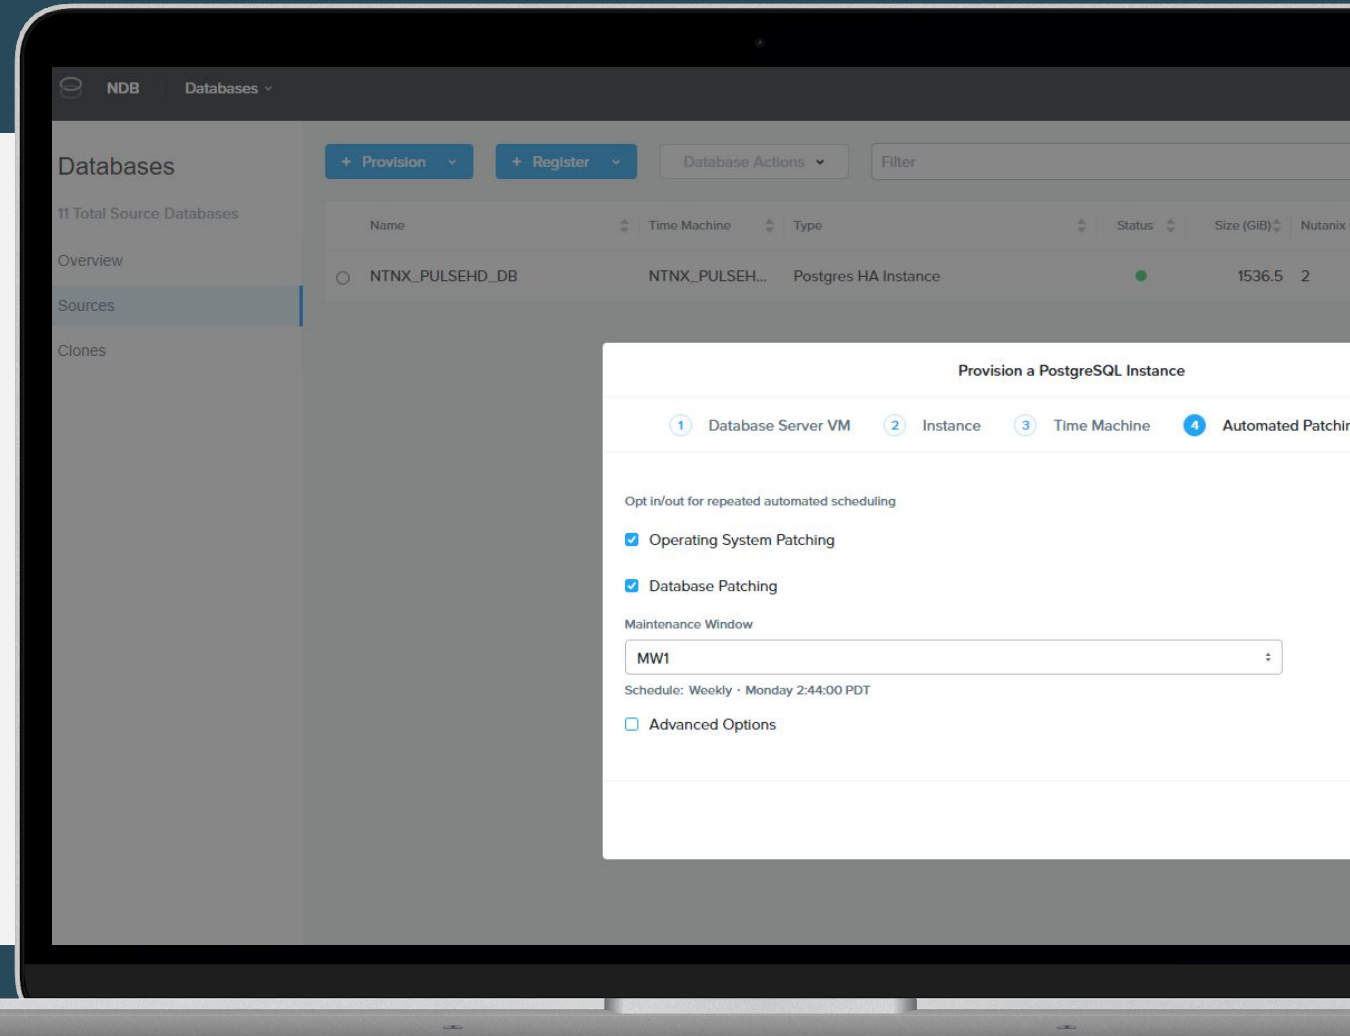 NDB Databases
Databases
11 Total Source Databases
Overview
Sources
Clones
+ Provision + Register Database Actions Filter
Name Time Machine Type Status Size (GiB) Nutanix
NTNX_PULSEHD_DB NTNX_PULSEH... Postgres HA Instance 1536.5 2
Provision a PostgreSQL Instance
1 Database Server VM 2 Instance 3 Time Machine 4 Automated Patchin
Opt in/out for repeated automated scheduling
Operating System Patching
Database Patching
Maintenance Window
MW1
Schedule: Weekly · Monday 2:44:00 PDT
Advanced Options